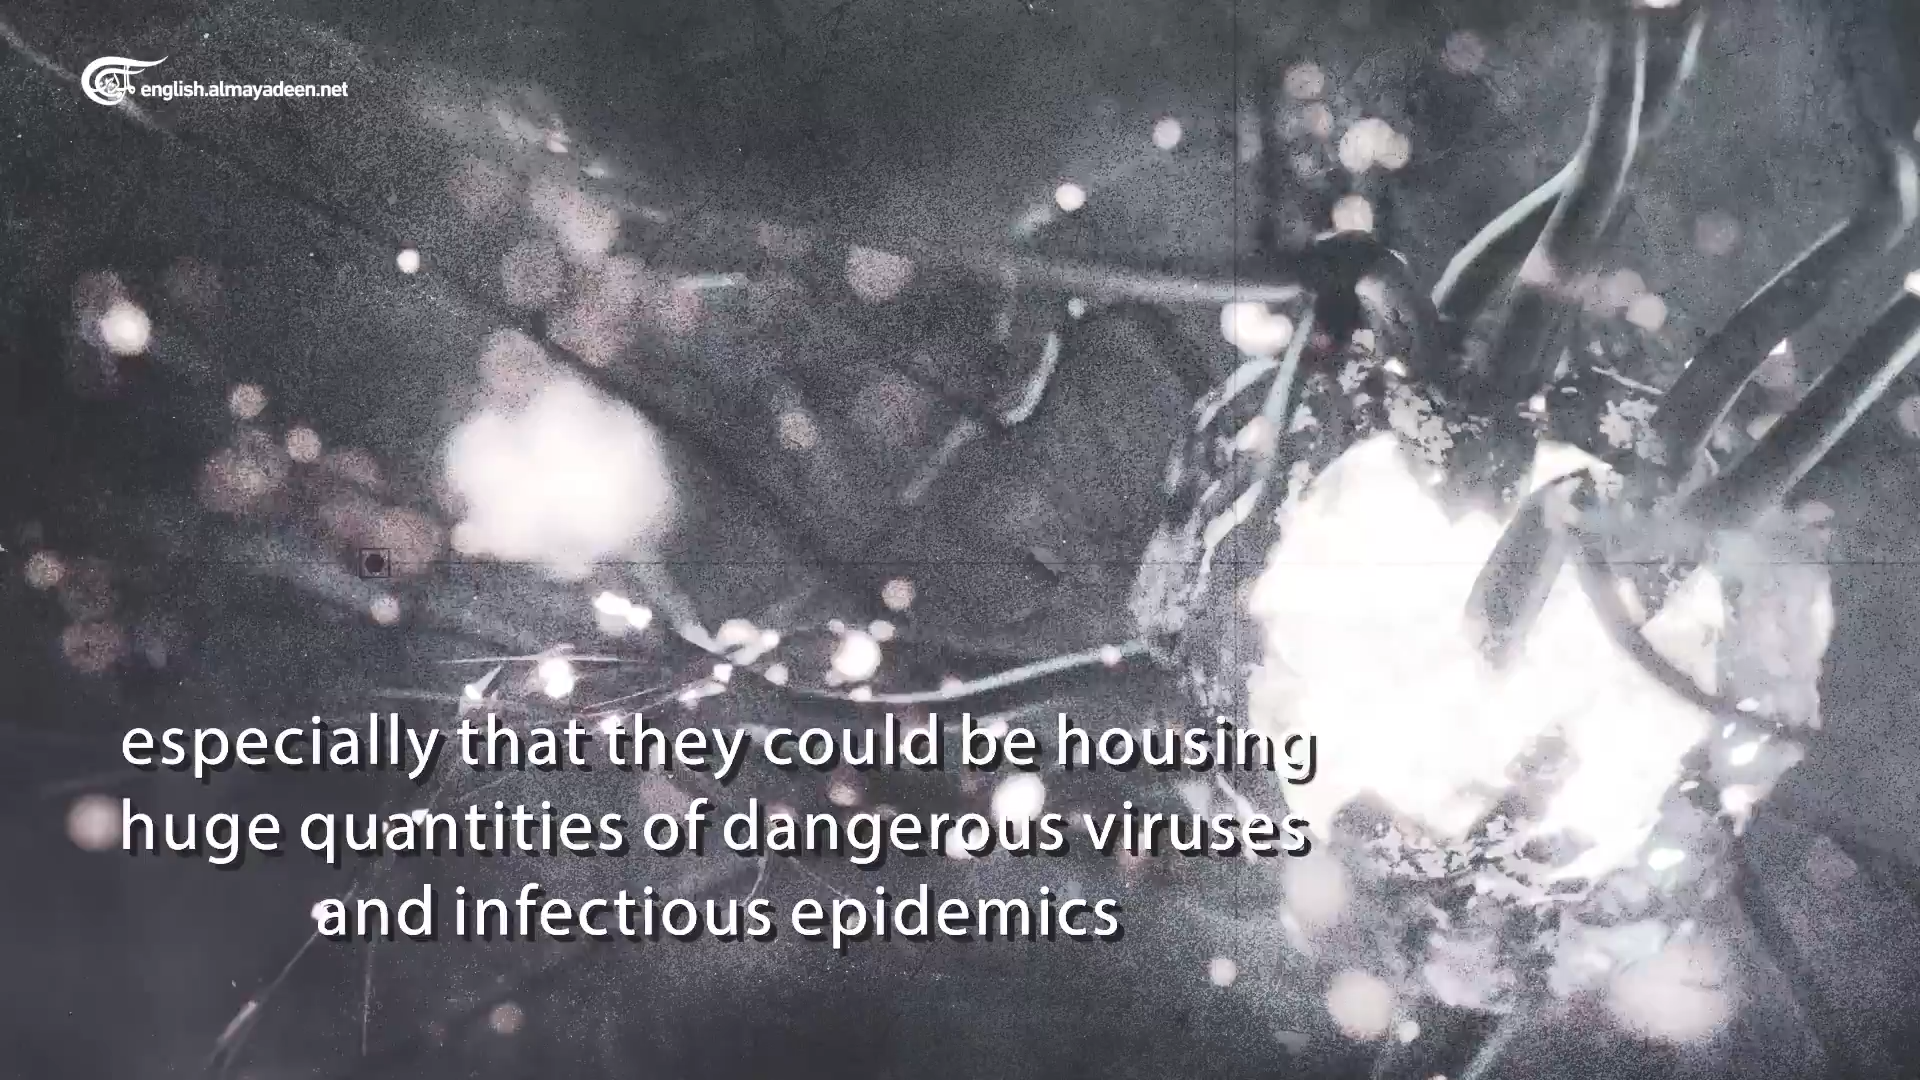 english.almayadeen.net
especially that they could be housing
huge quantities of dangerous viruses
and infectious epidemics